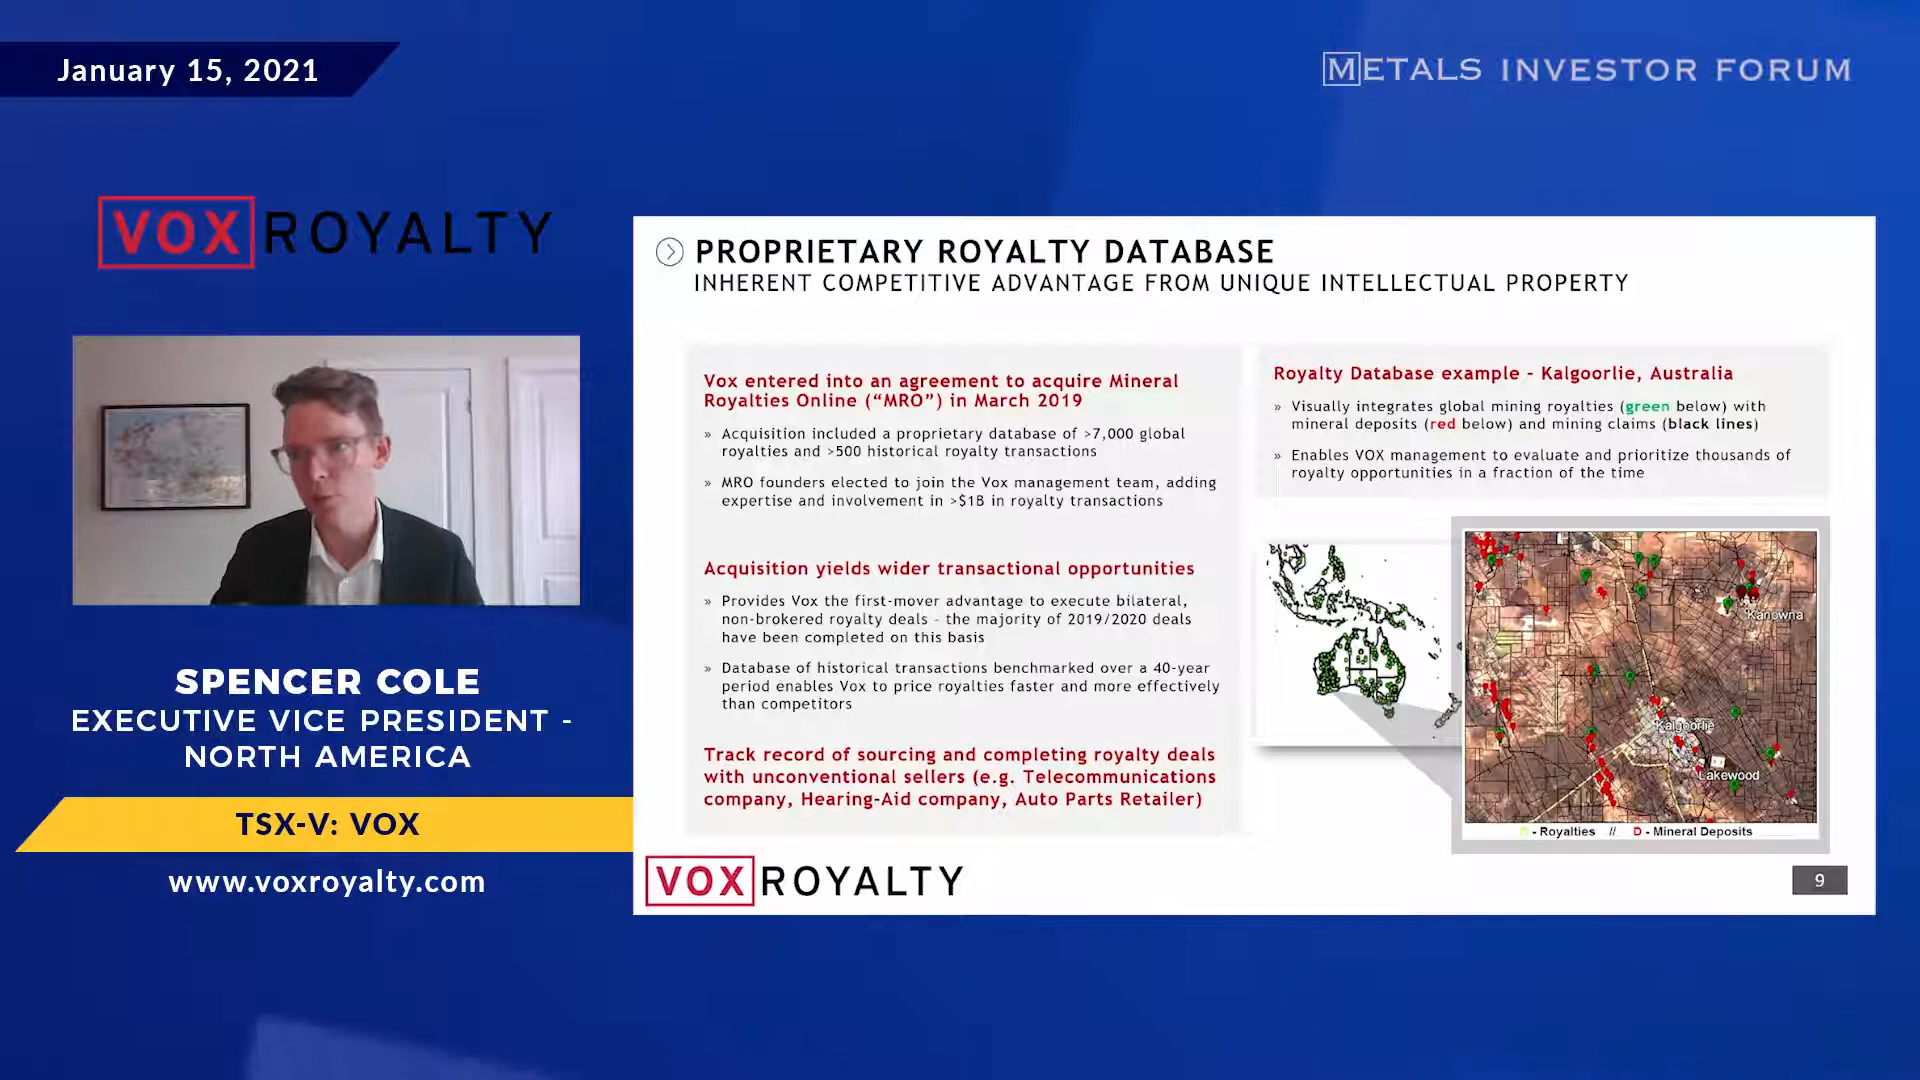 January 15, 2021
METALS INVESTOR FORUM
VOX ROYALTY
SPENCER COLE
EXECUTIVE VICE PRESIDENT -
NORTH AMERICA
TSX-V: VOX
www.voxroyalty.com
PROPRIETARY ROYALTY DATABASE
INHERENT COMPETITIVE ADVANTAGE FROM UNIQUE INTELLECTUAL PROPERTY
Vox entered into an agreement to acquire Mineral
Royalties Online (“MRO”) in March 2019
» Acquisition included a proprietary database of >7,000 global
royalties and >500 historical royalty transactions
» MRO founders elected to join the Vox management team, adding
expertise and involvement in >$1B in royalty transactions
Acquisition yields wider transactional opportunities
» Provides Vox the first-mover advantage to execute bilateral,
non-brokered royalty deals - the majority of 2019/2020 deals
have been completed on this basis
» Database of historical transactions benchmarked over a 40-year
period enables Vox to price royalties faster and more effectively
than competitors
Track record of sourcing and completing royalty deals
with unconventional sellers (e.g. Telecommunications
company, Hearing-Aid company, Auto Parts Retailer)
Royalty Database example - Kalgoorlie, Australia
» Visually integrates global mining royalties (green below) with
mineral deposits (red below) and mining claims (black lines)
» Enables VOX management to evaluate and prioritize thousands of
royalty opportunities in a fraction of the time
Kanowna
Kalgoorlie
Lakewood
- Royalties // D - Mineral Deposits
VOX ROYALTY
9